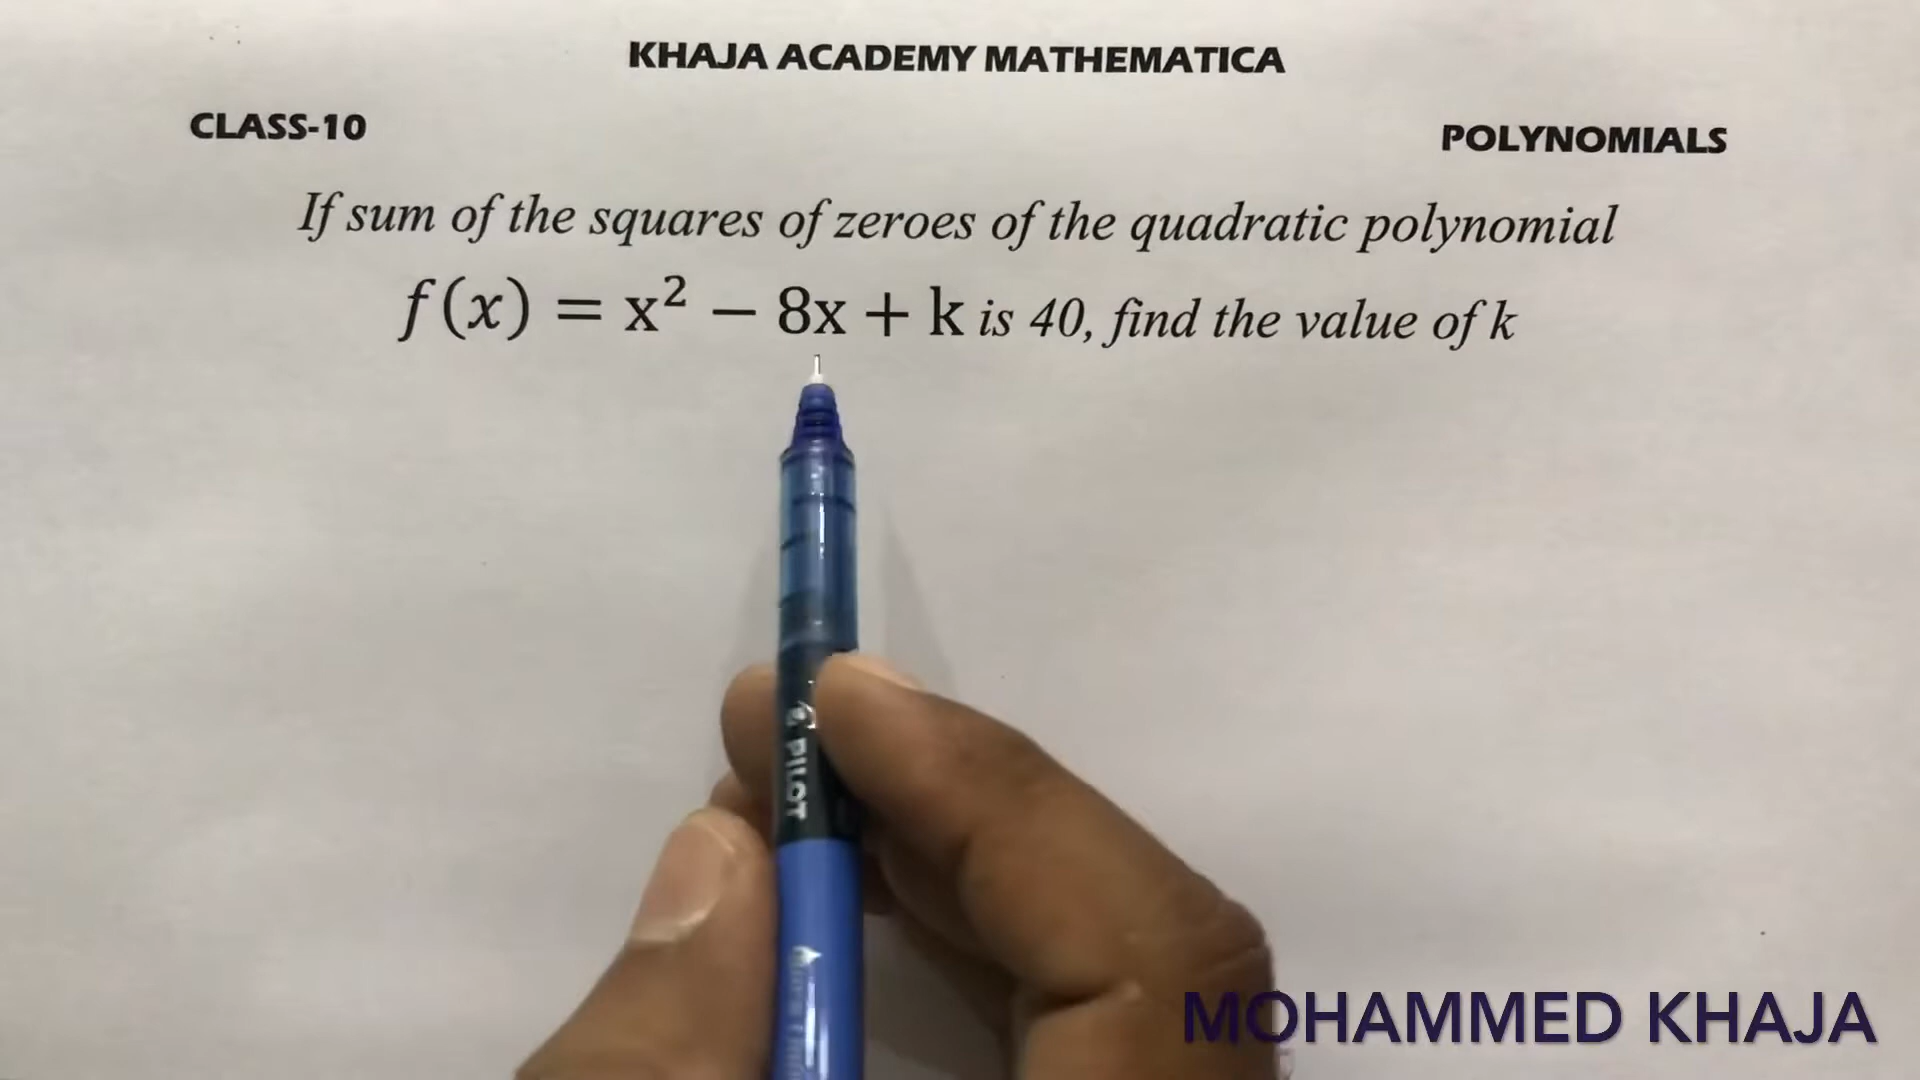 KHAJA ACADEMY MATHEMATICA
CLASS-10
POLYNOMIALS
If sum of the squares of zeroes of the quadratic polynomial
f(x) = x² − 8x + k is 40, find the value of k
PILOT
MOHAMMED KHAJA